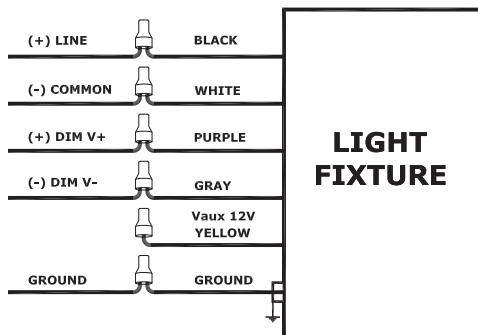 (+) LINE BLACK
(-) COMMON WHITE
(+) DIM V+ PURPLE
(-) DIM V- GRAY
Vaux 12V
YELLOW
GROUND GROUND
LIGHT
FIXTURE